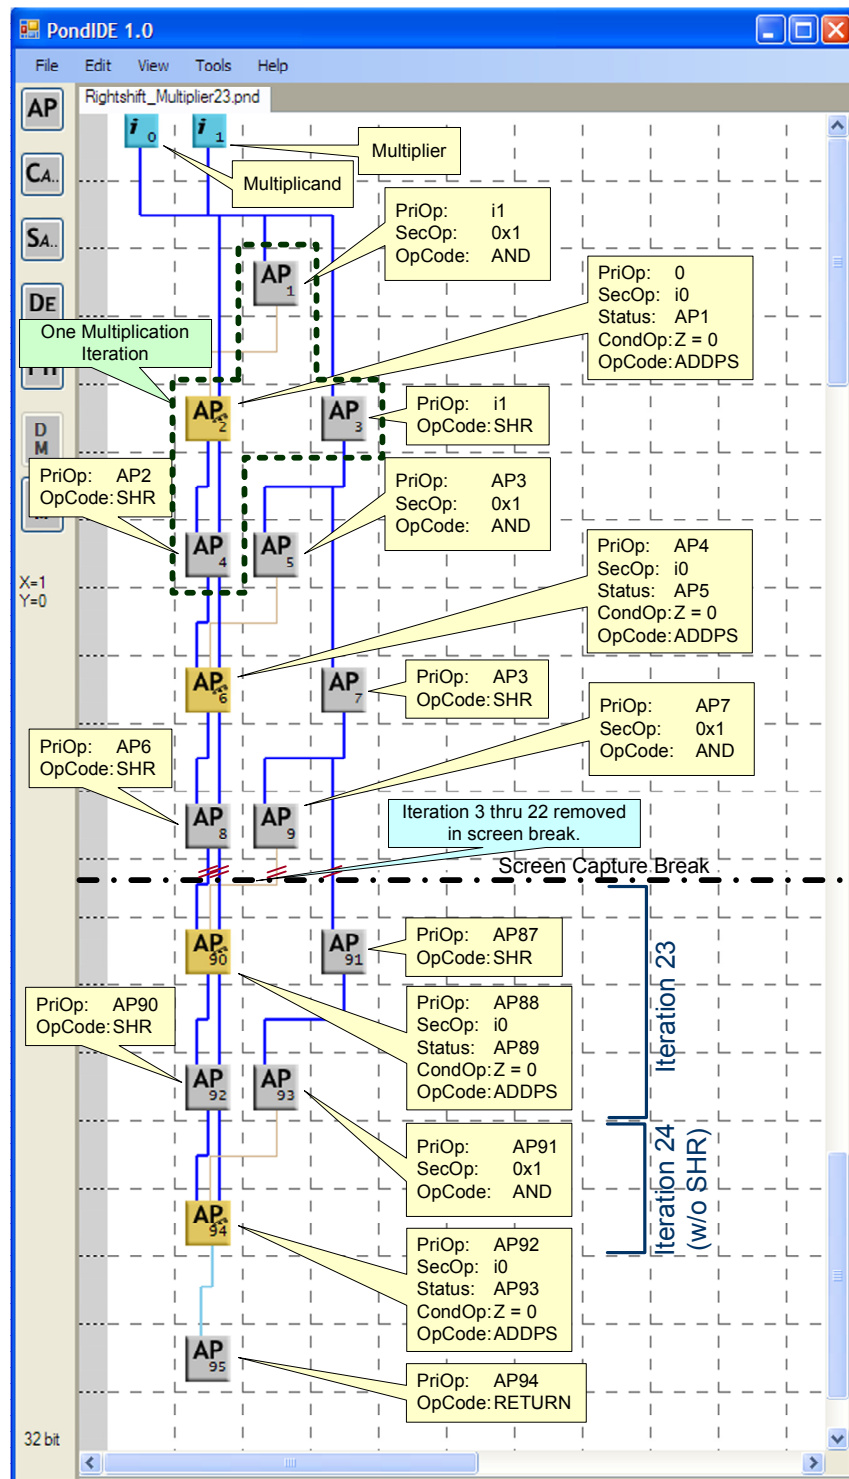 PondIDE 1.0
File Edit View Tools Help
Rightshift_Multiplier23.pnd
AP
CA..
SA..
DE
D
M
X=1
Y=0
32 bit
i 0
i 1
Multiplier
Multiplicand
PriOp: i1
SecOp: 0x1
OpCode: AND
AP 1
PriOp: 0
SecOp: i0
Status: AP1
CondOp: Z = 0
OpCode: ADDPS
One Multiplication
Iteration
AP 2
AP 3
PriOp: i1
OpCode: SHR
PriOp: AP2
OpCode: SHR
PriOp: AP3
SecOp: 0x1
OpCode: AND
AP 4
AP 5
PriOp: AP4
SecOp: i0
Status: AP5
CondOp: Z = 0
OpCode: ADDPS
AP 6
AP 7
PriOp: AP3
OpCode: SHR
PriOp: AP7
SecOp: 0x1
OpCode: AND
PriOp: AP6
OpCode: SHR
AP 8
AP 9
Iteration 3 thru 22 removed
in screen break.
Screen Capture Break
AP 90
AP 91
PriOp: AP87
OpCode: SHR
Iteration 23
PriOp: AP90
OpCode: SHR
PriOp: AP88
SecOp: i0
Status: AP89
CondOp: Z = 0
OpCode: ADDPS
AP 92
AP 93
PriOp: AP91
SecOp: 0x1
OpCode: AND
Iteration 24
(w/o SHR)
AP 94
PriOp: AP92
SecOp: i0
Status: AP93
CondOp: Z = 0
OpCode: ADDPS
AP 95
PriOp: AP94
OpCode: RETURN